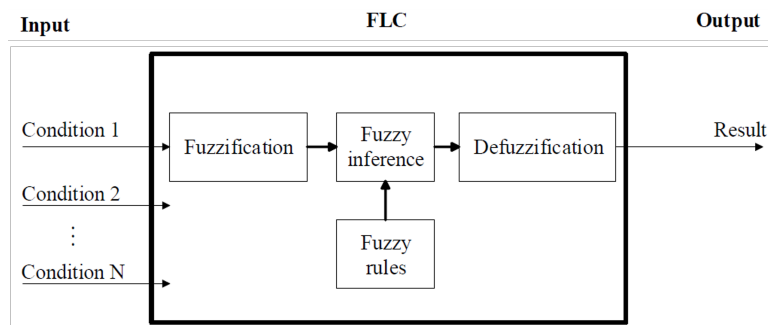 Input FLC Output
Condition 1
Fuzzification
Fuzzy
inference
Defuzzification
Result
Condition 2
⋮
Condition N
Fuzzy
rules